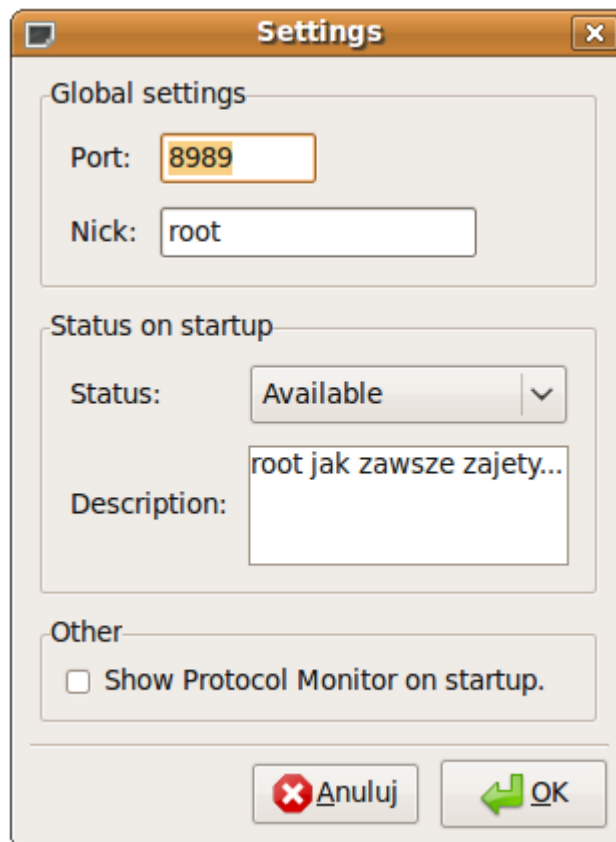 Settings
Global settings
Port: 8989
Nick: root
Status on startup
Status: Available
root jak zawsze zajety...
Description:
Other
Show Protocol Monitor on startup.
Anuluj OK